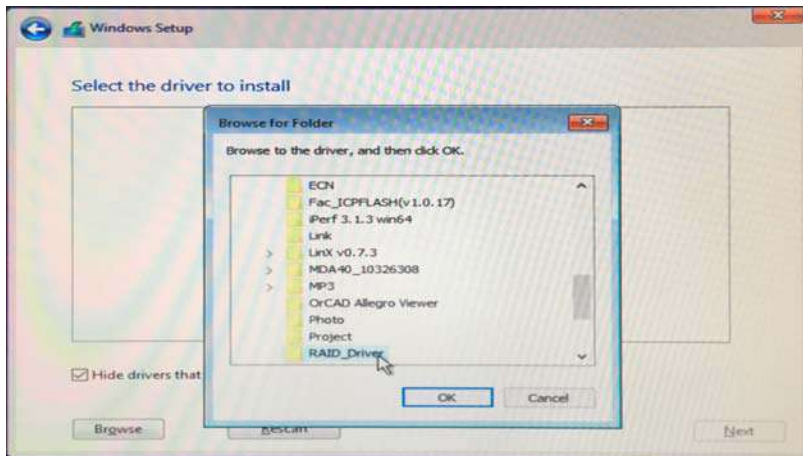 Windows Setup
Select the driver to install
Browse for Folder
Browse to the driver, and then click OK.
ECN
Fac_ICPFLASH(v1.0.17)
iPerf 3.1.3 win64
Link
LinX v0.7.3
MDA40_10326308
MP3
OrCAD Allegro Viewer
Photo
Project
RAID_Driver
Hide drivers that
OK
Cancel
Browse
Rescan
Next